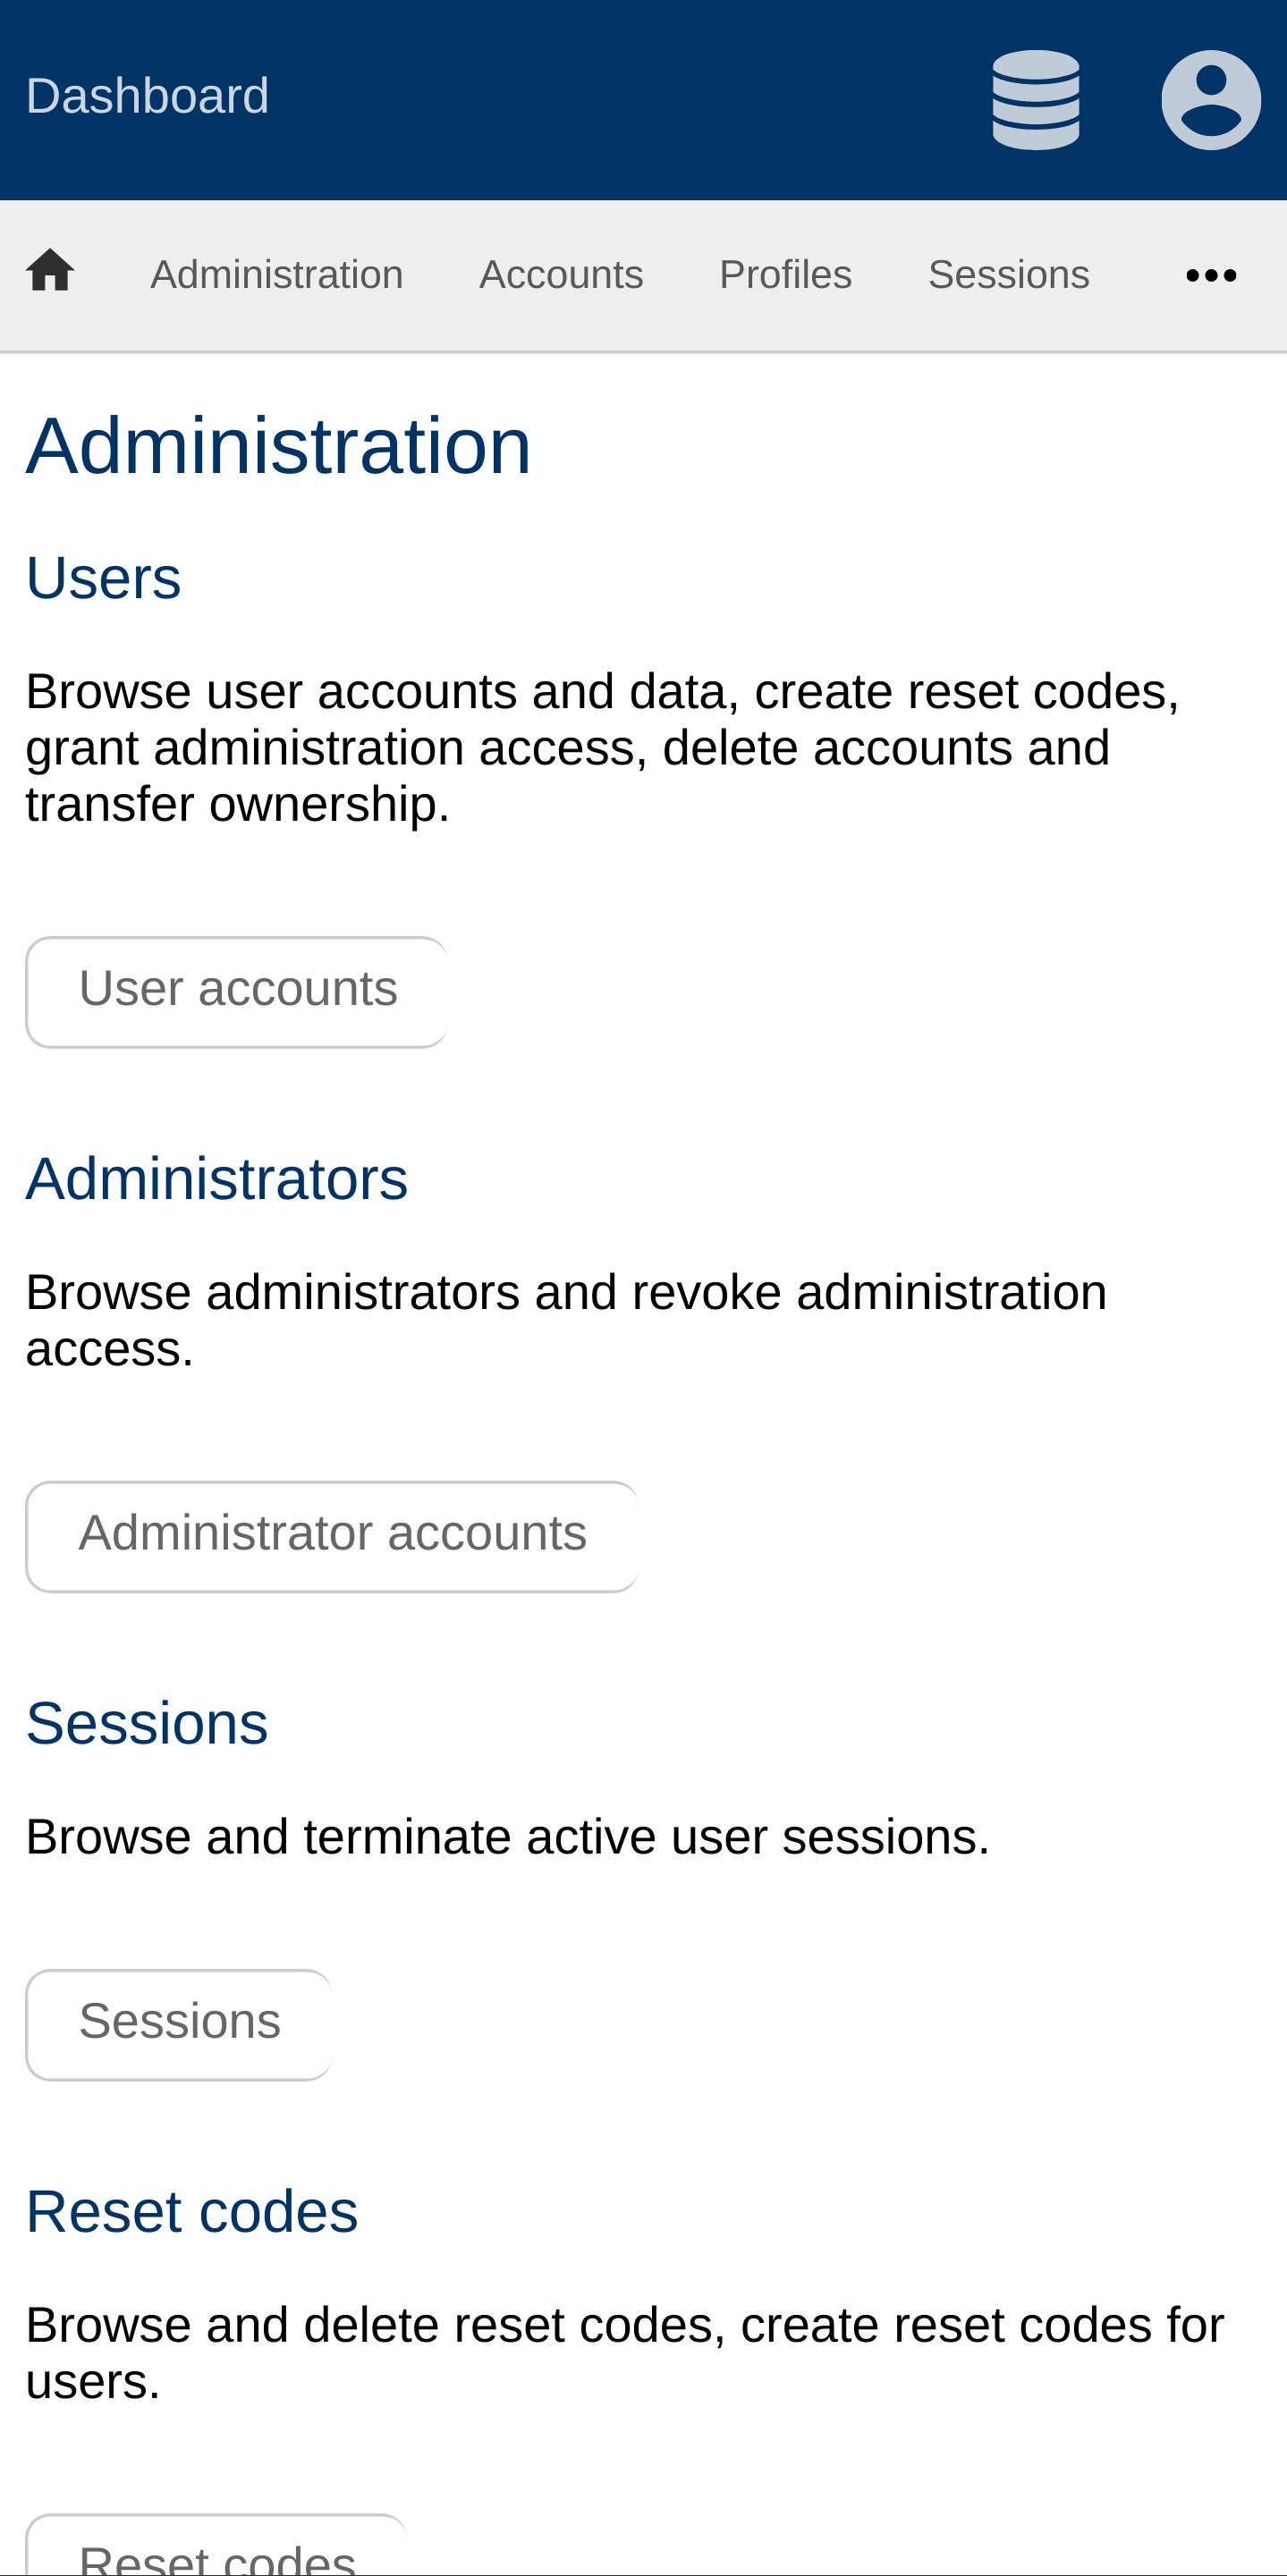 Dashboard
Administration Accounts Profiles Sessions
Administration
Users
Browse user accounts and data, create reset codes,
grant administration access, delete accounts and
transfer ownership.
User accounts
Administrators
Browse administrators and revoke administration
access.
Administrator accounts
Sessions
Browse and terminate active user sessions.
Sessions
Reset codes
Browse and delete reset codes, create reset codes for
users.
Reset codes